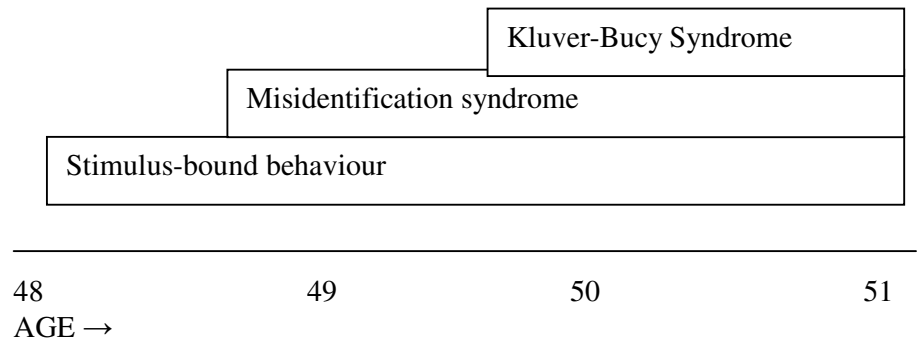 Kluver-Bucy Syndrome
Misidentification syndrome
Stimulus-bound behaviour
48 49 50 51
AGE →